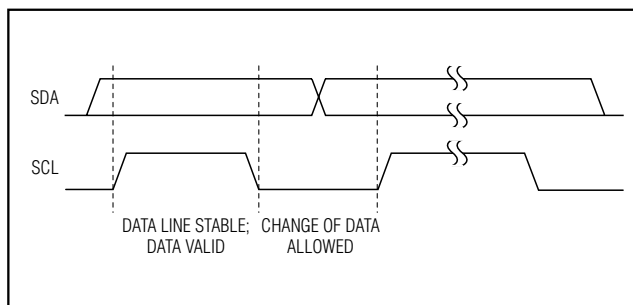 SDA
SCL
DATA LINE STABLE;
DATA VALID
CHANGE OF DATA
ALLOWED